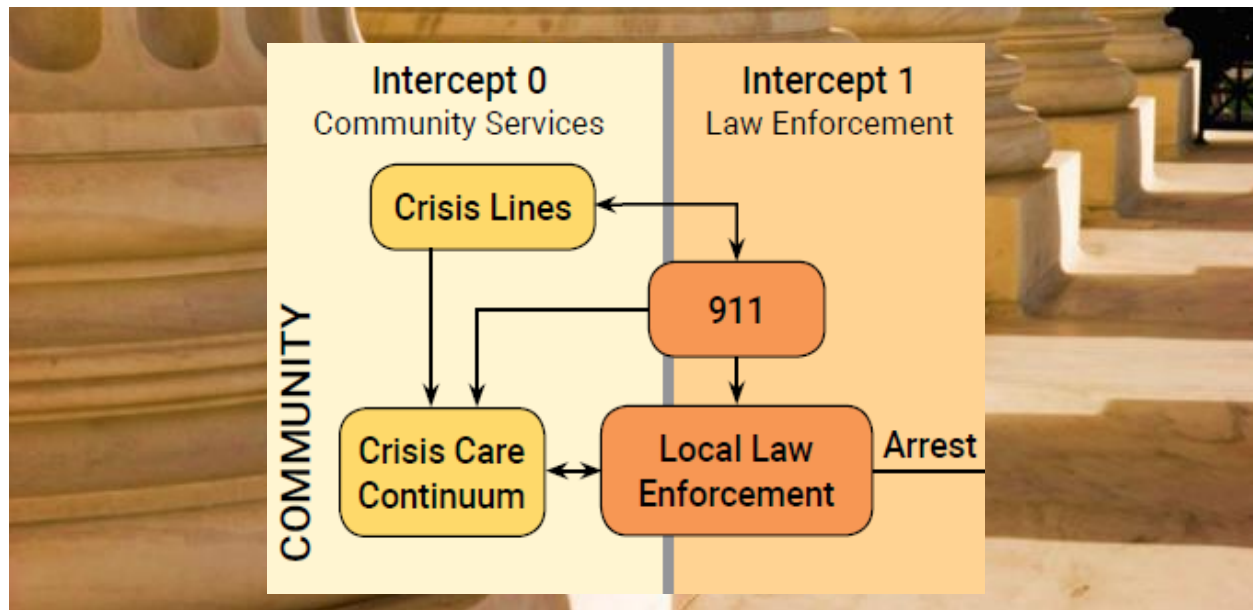 Intercept 0
Community Services
Intercept 1
Law Enforcement
Crisis Lines
911
COMMUNITY
Crisis Care
Continuum
Local Law
Enforcement
Arrest